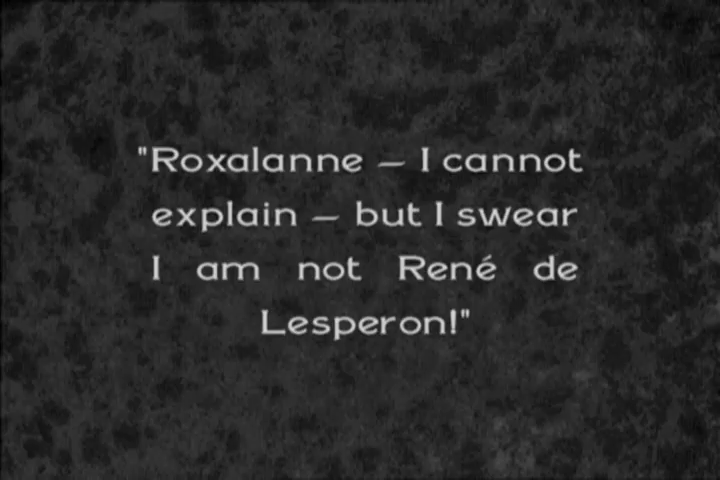 "Roxalanne – I cannot
explain – but I swear
I am not René de
Lesperon!"